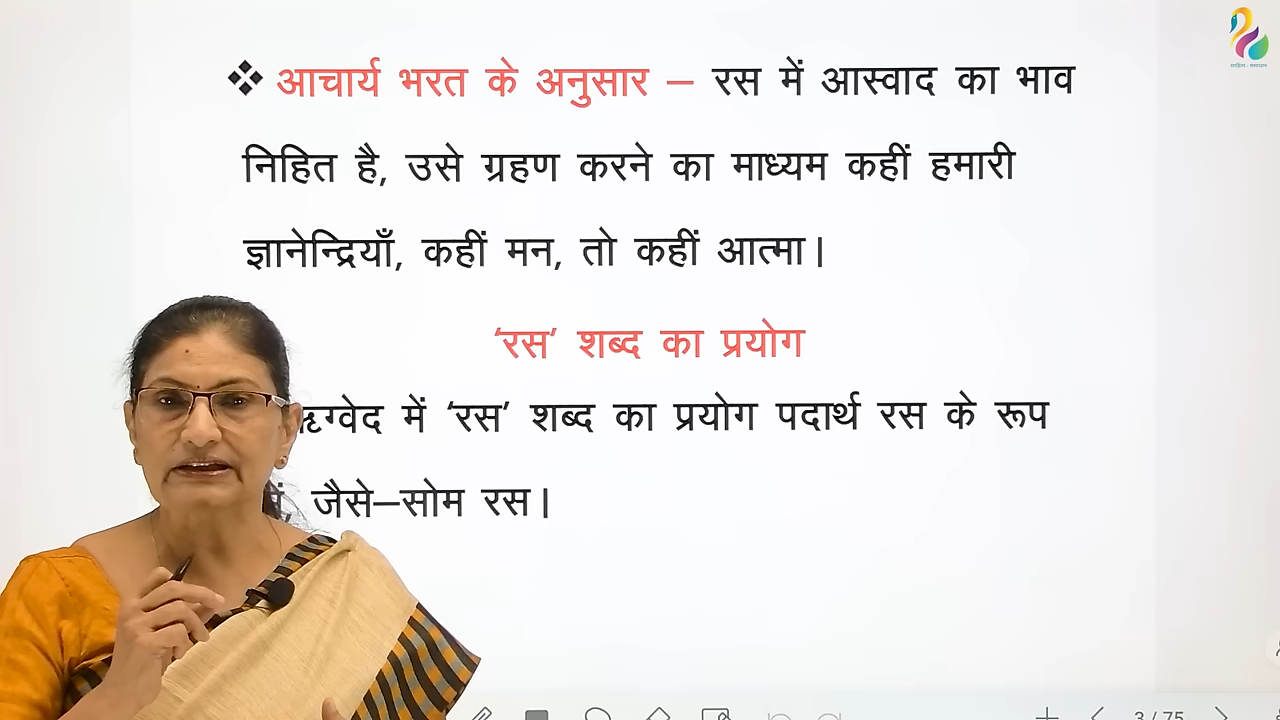 ❖ आचार्य भरत के अनुसार – रस में आस्वाद का भाव
निहित है, उसे ग्रहण करने का माध्यम कहीं हमारी
ज्ञानेन्द्रियाँ, कहीं मन, तो कहीं आत्मा।
‘रस’ शब्द का प्रयोग
ऋग्वेद में ‘रस’ शब्द का प्रयोग पदार्थ रस के रूप
जैसे–सोम रस।
3 / 75